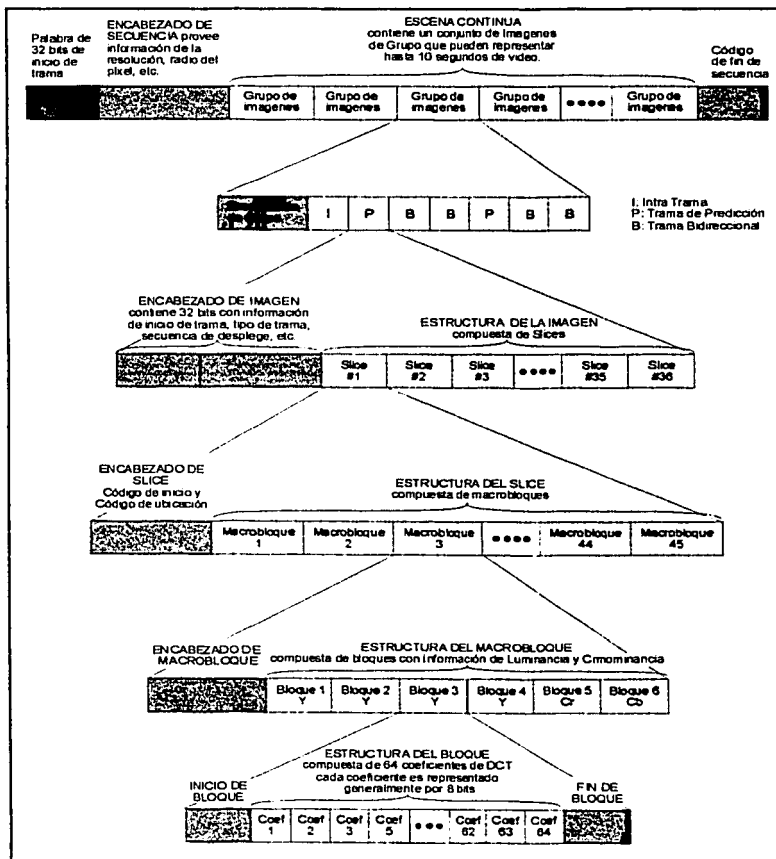 Palabra de
32 bits de
inicio de
trama
ENCABEZADO DE
SECUENCIA provee
información de la
resolución, radio del
pixel, etc.
ESCENA CONTINUA
contiene un conjunto de Imagenes
de Grupo que pueden representar
hasta 10 segundos de video.
Código
de fin de
secuencia
Grupo de
imagenes
Grupo de
imagenes
Grupo de
imagenes
Grupo de
imagenes
Grupo de
imagenes
I P B B P B B
I: Intra Trama
P: Trama de Predicción
B: Trama Bidireccional
ENCABEZADO DE IMAGEN
contiene 32 bits con información
de inicio de trama, tipo de trama,
secuencia de desplege, etc.
ESTRUCTURA DE LA IMAGEN
compuesta de Slices
Slice
#1
Slice
#2
Slice
#3
Slice
#35
Slice
#36
ENCABEZADO DE
SLICE
Código de inicio y
Código de ubicación
ESTRUCTURA DEL SLICE
compuesta de macrobloques
Macrobloque
1
Macrobloque
2
Macrobloque
3
Macrobloque
44
Macrobloque
45
ENCABEZADO DE
MACROBLOQUE
ESTRUCTURA DEL MACROBLOQUE
compuesta de bloques con información de Luminancia y Crnominancia
Bloque 1
Y
Bloque 2
Y
Bloque 3
Y
Bloque 4
Y
Bloque 5
Cr
Bloque 6
Cb
INICIO DE
BLOQUE
ESTRUCTURA DEL BLOQUE
compuesta de 64 coeficientes de DCT
cada coeficiente es representado
generalmente por 8 bits
FIN DE
BLOQUE
Coef
1
Coef
2
Coef
3
Coef
5
Coef
62
Coef
63
Coef
64